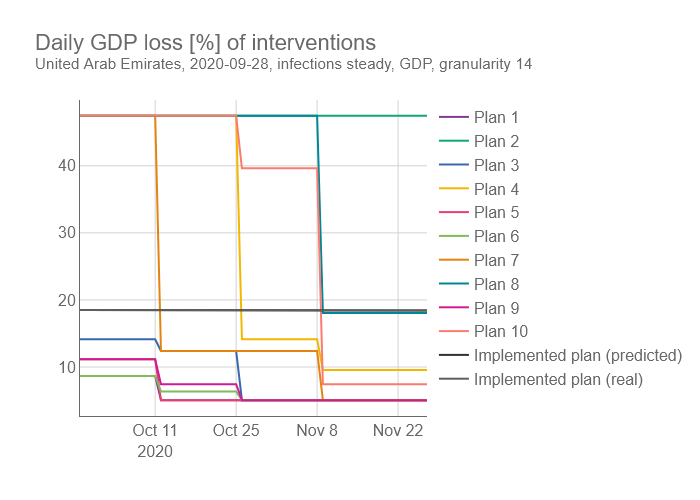 Daily GDP loss [%] of interventions
United Arab Emirates, 2020-09-28, infections steady, GDP, granularity 14
40
30
20
10
Oct 11
2020
Oct 25
Nov 8
Nov 22
Plan 1
Plan 2
Plan 3
Plan 4
Plan 5
Plan 6
Plan 7
Plan 8
Plan 9
Plan 10
Implemented plan (predicted)
Implemented plan (real)